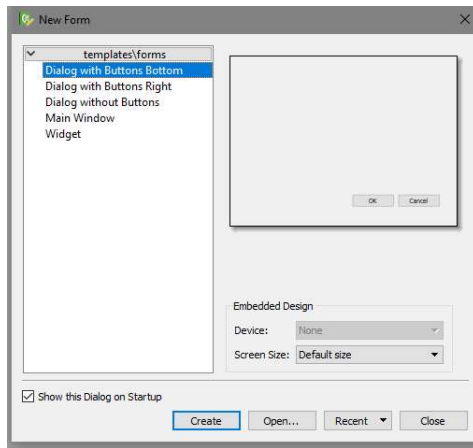 New Form
templates\forms
Dialog with Buttons Bottom
Dialog with Buttons Right
Dialog without Buttons
Main Window
Widget
OK Cancel
Embedded Design
Device: None
Screen Size: Default size
Show this Dialog on Startup
Create Open... Recent Close